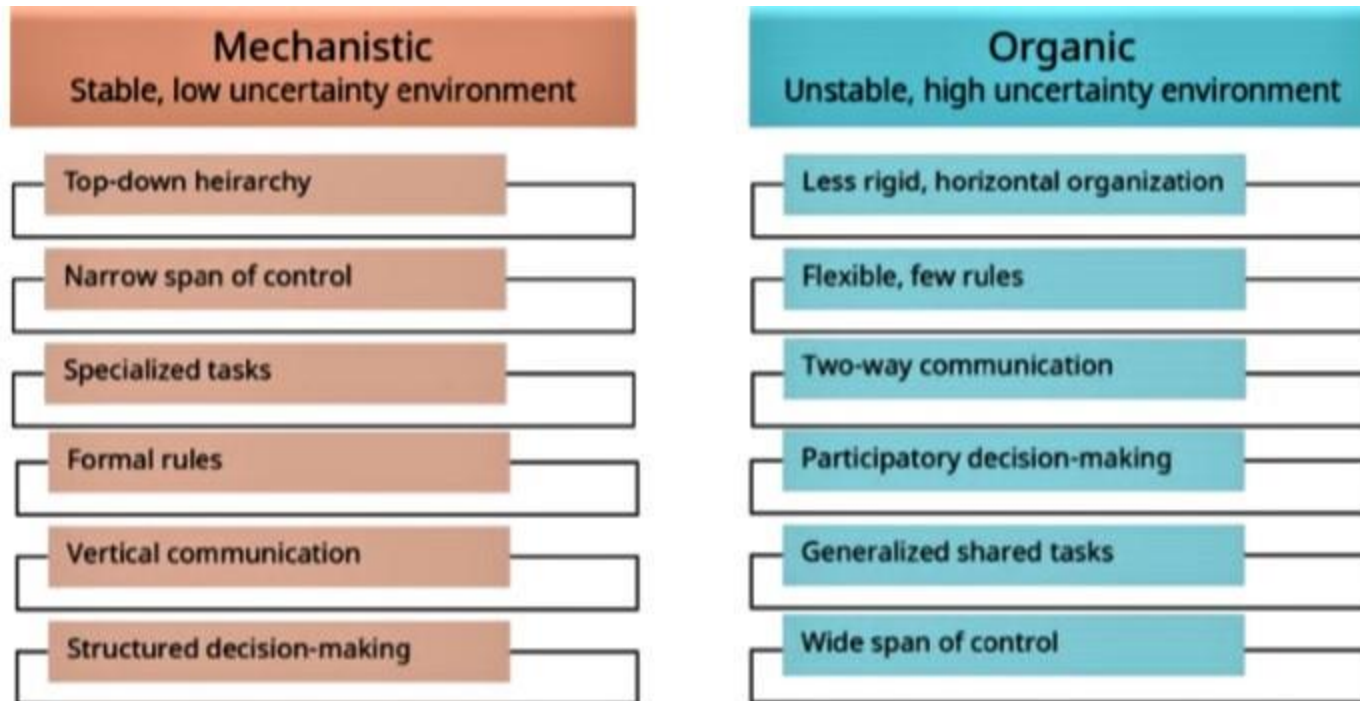 Mechanistic
Stable, low uncertainty environment
Top-down heirarchy
Narrow span of control
Specialized tasks
Formal rules
Vertical communication
Structured decision-making
Organic
Unstable, high uncertainty environment
Less rigid, horizontal organization
Flexible, few rules
Two-way communication
Participatory decision-making
Generalized shared tasks
Wide span of control